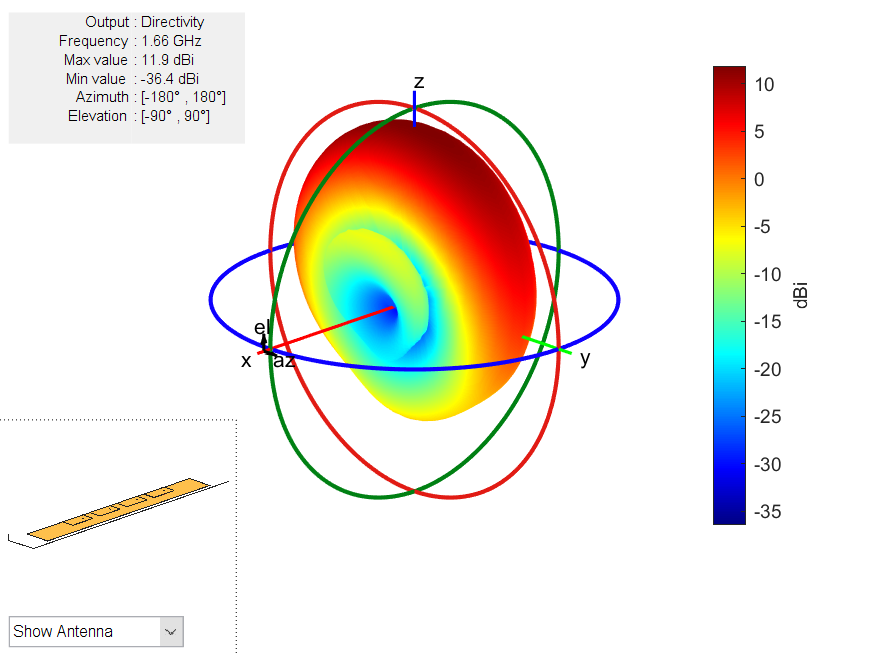 Output : Directivity
Frequency : 1.66 GHz
Max value : 11.9 dBi
Min value : -36.4 dBi
Azimuth : [-180° , 180°]
Elevation : [-90° , 90°]
z
el
x
az
y
10
5
0
-5
-10
-15
-20
-25
-30
-35
dBi
Show Antenna